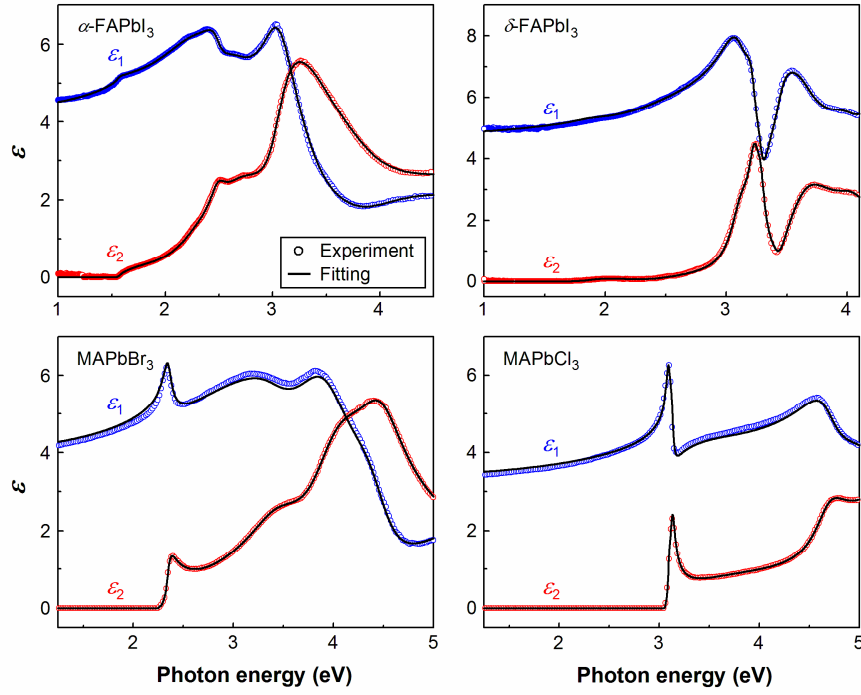 α-FAPbI3
ε1
ε2
Experiment
Fitting
0
2
4
6
1
2
3
4
ε
δ-FAPbI3
ε1
ε2
0
2
4
6
8
1
2
3
4
MAPbBr3
ε1
ε2
0
2
4
6
2
3
4
5
ε
Photon energy (eV)
MAPbCl3
ε1
ε2
0
2
4
6
2
3
4
5
Photon energy (eV)